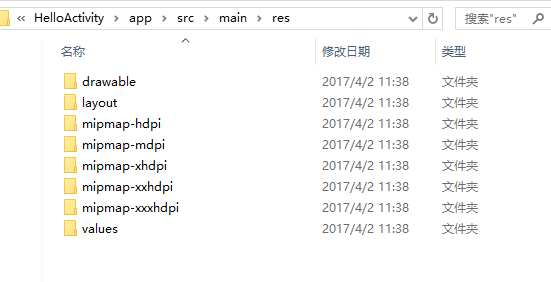 « HelloActivity › app › src › main › res 搜索"res"
名称 修改日期 类型
drawable 2017/4/2 11:38 文件夹
layout 2017/4/2 11:38 文件夹
mipmap-hdpi 2017/4/2 11:38 文件夹
mipmap-mdpi 2017/4/2 11:38 文件夹
mipmap-xhdpi 2017/4/2 11:38 文件夹
mipmap-xxhdpi 2017/4/2 11:38 文件夹
mipmap-xxxhdpi 2017/4/2 11:38 文件夹
values 2017/4/2 11:38 文件夹